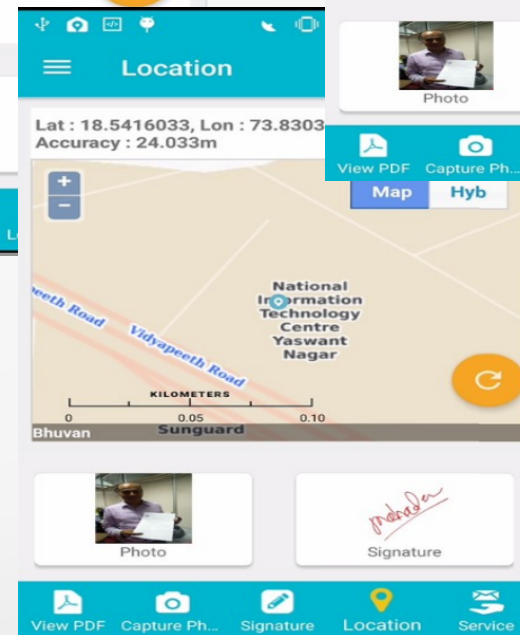 Location
Lat : 18.5416033, Lon : 73.8303
Accuracy : 24.033m
Photo
View PDF Capture Ph...
+
−
Map Hyb
National
Information
Technology
Centre
Yaswant
Nagar
peeth Road
Vidyapeeth Road
KILOMETERS
0 0.05 0.10
Bhuvan
Sunguard
Photo
Signature
View PDF Capture Ph... Signature Location Service